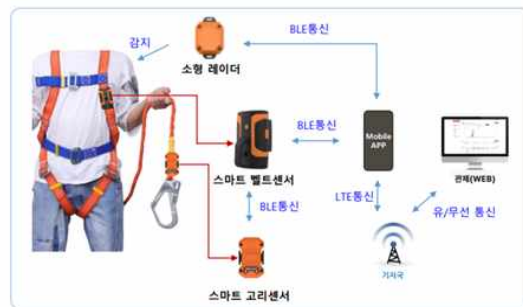 감지
BLE통신
소형 레이더
BLE통신
Mobile
APP
스마트 벨트센서
관제(WEB)
BLE통신
LTE통신
유/무선 통신
기지국
스마트 고리센서